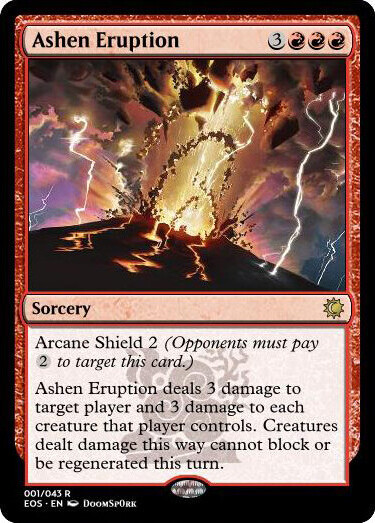 Ashen Eruption 3
Sorcery
Arcane Shield 2 (Opponents must pay
2 to target this card.)
Ashen Eruption deals 3 damage to
target player and 3 damage to each
creature that player controls. Creatures
dealt damage this way cannot block or
be regenerated this turn.
001/043 R
EOS • EN DoomSp0rk